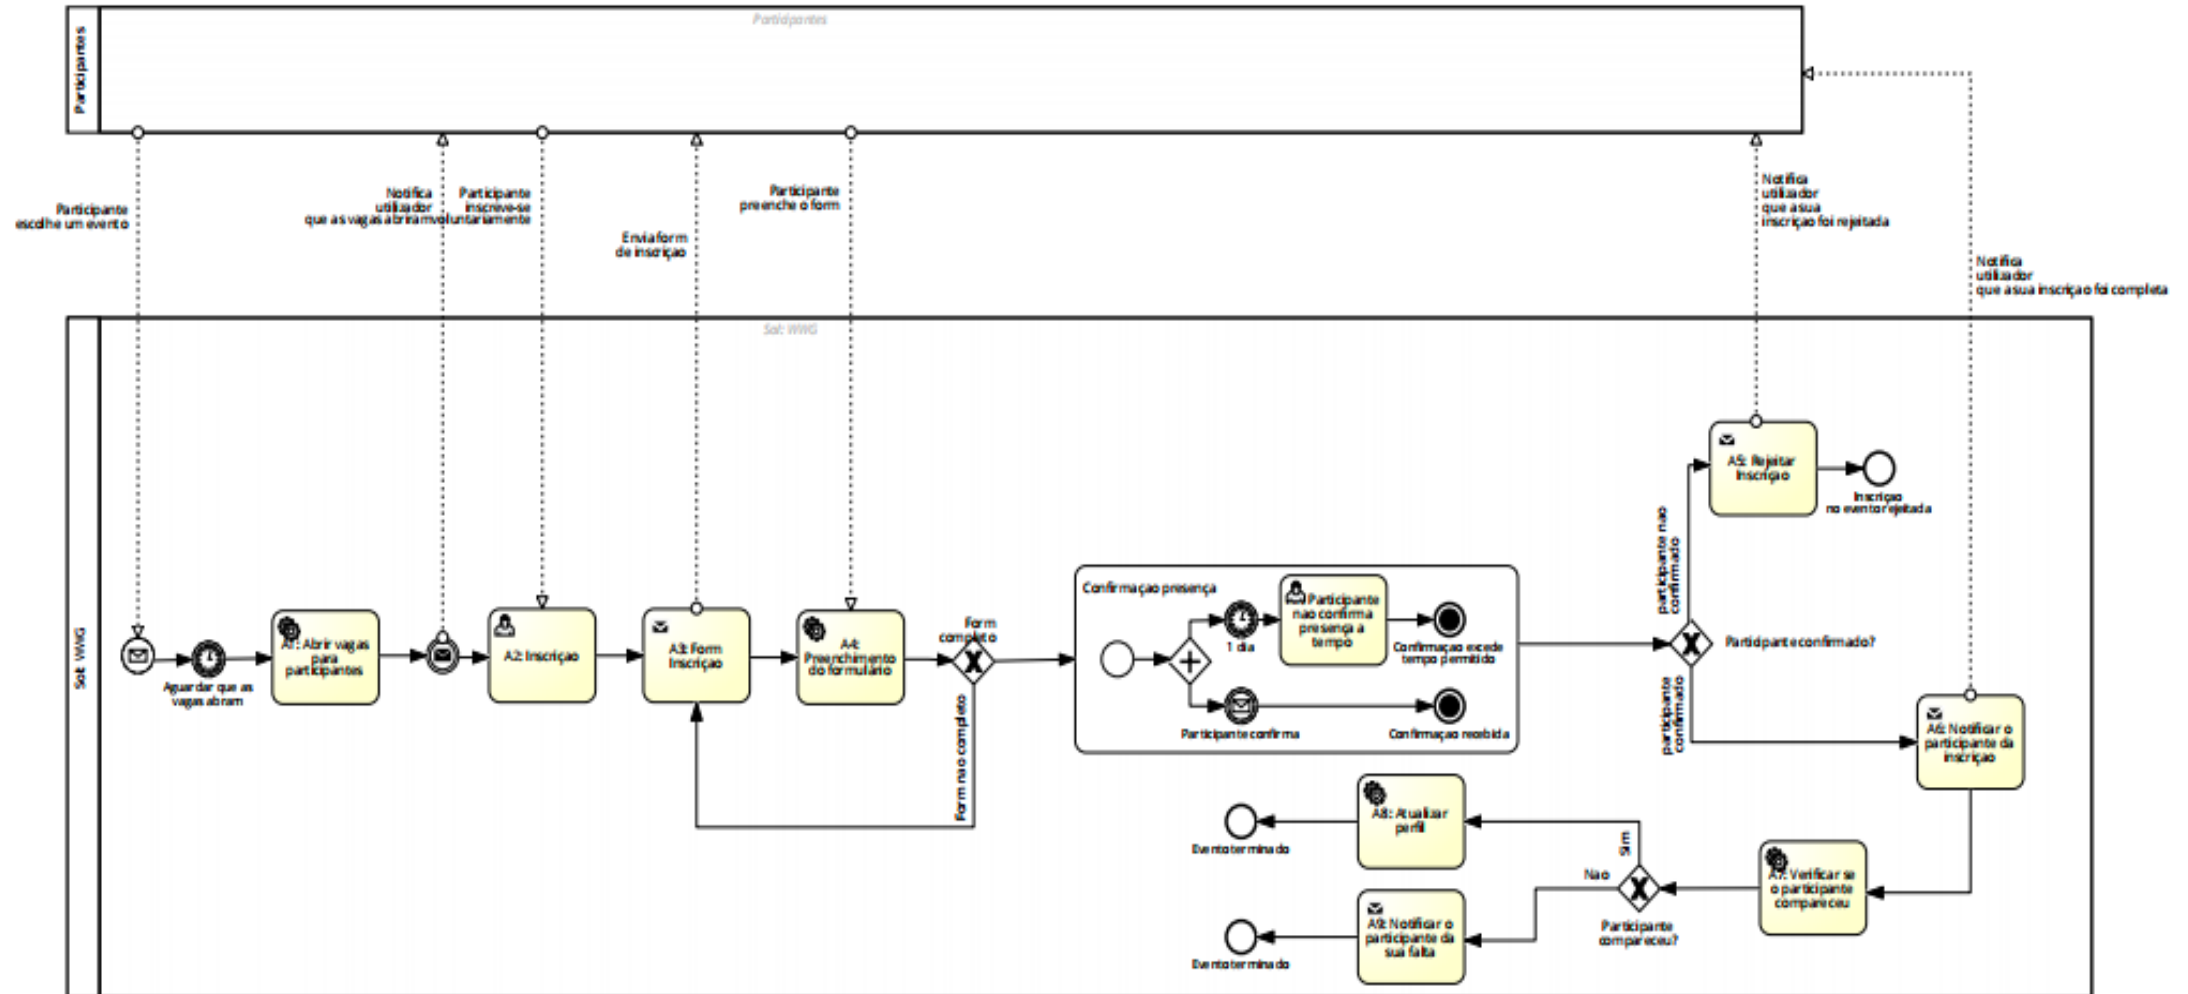 Participantes
Participantes
Participante
escolhe um evento
Notifica
utilizador
que as vagas abriram
Participante
inscreve-se
voluntariamente
Envia form
de inscriçao
Participante
preenche o form
Notifica
utilizador
que a sua
inscriçao foi rejeitada
Notifica
utilizador
que a sua inscriçao foi completa
Sol: WWG
Sol: WWG
Aguardar que as
vagas abram
A1: Abrir vagas
para
participantes
A2: Inscriçao
A3: Form
Inscriçao
A4:
Preenchimento
do formulário
Form
completo
Form nao completo
Confirmaçao presença
1 dia
Participante
nao confirma
presença a
tempo
Confirmaçao excede
tempo permitido
Participante confirma
Confirmaçao recebida
participante nao
confirmado
Participante confirmado?
participante
confirmado
A5: Rejeitar
Inscriçao
Inscriçao
no evento rejeitada
A6: Notificar o
participante da
inscriçao
A7: Verificar se
o participante
compareceu
Participante
compareceu?
Sim
Nao
A8: Atualizar
perfil
Evento terminado
A9: Notificar o
participante da
sua falta
Evento terminado